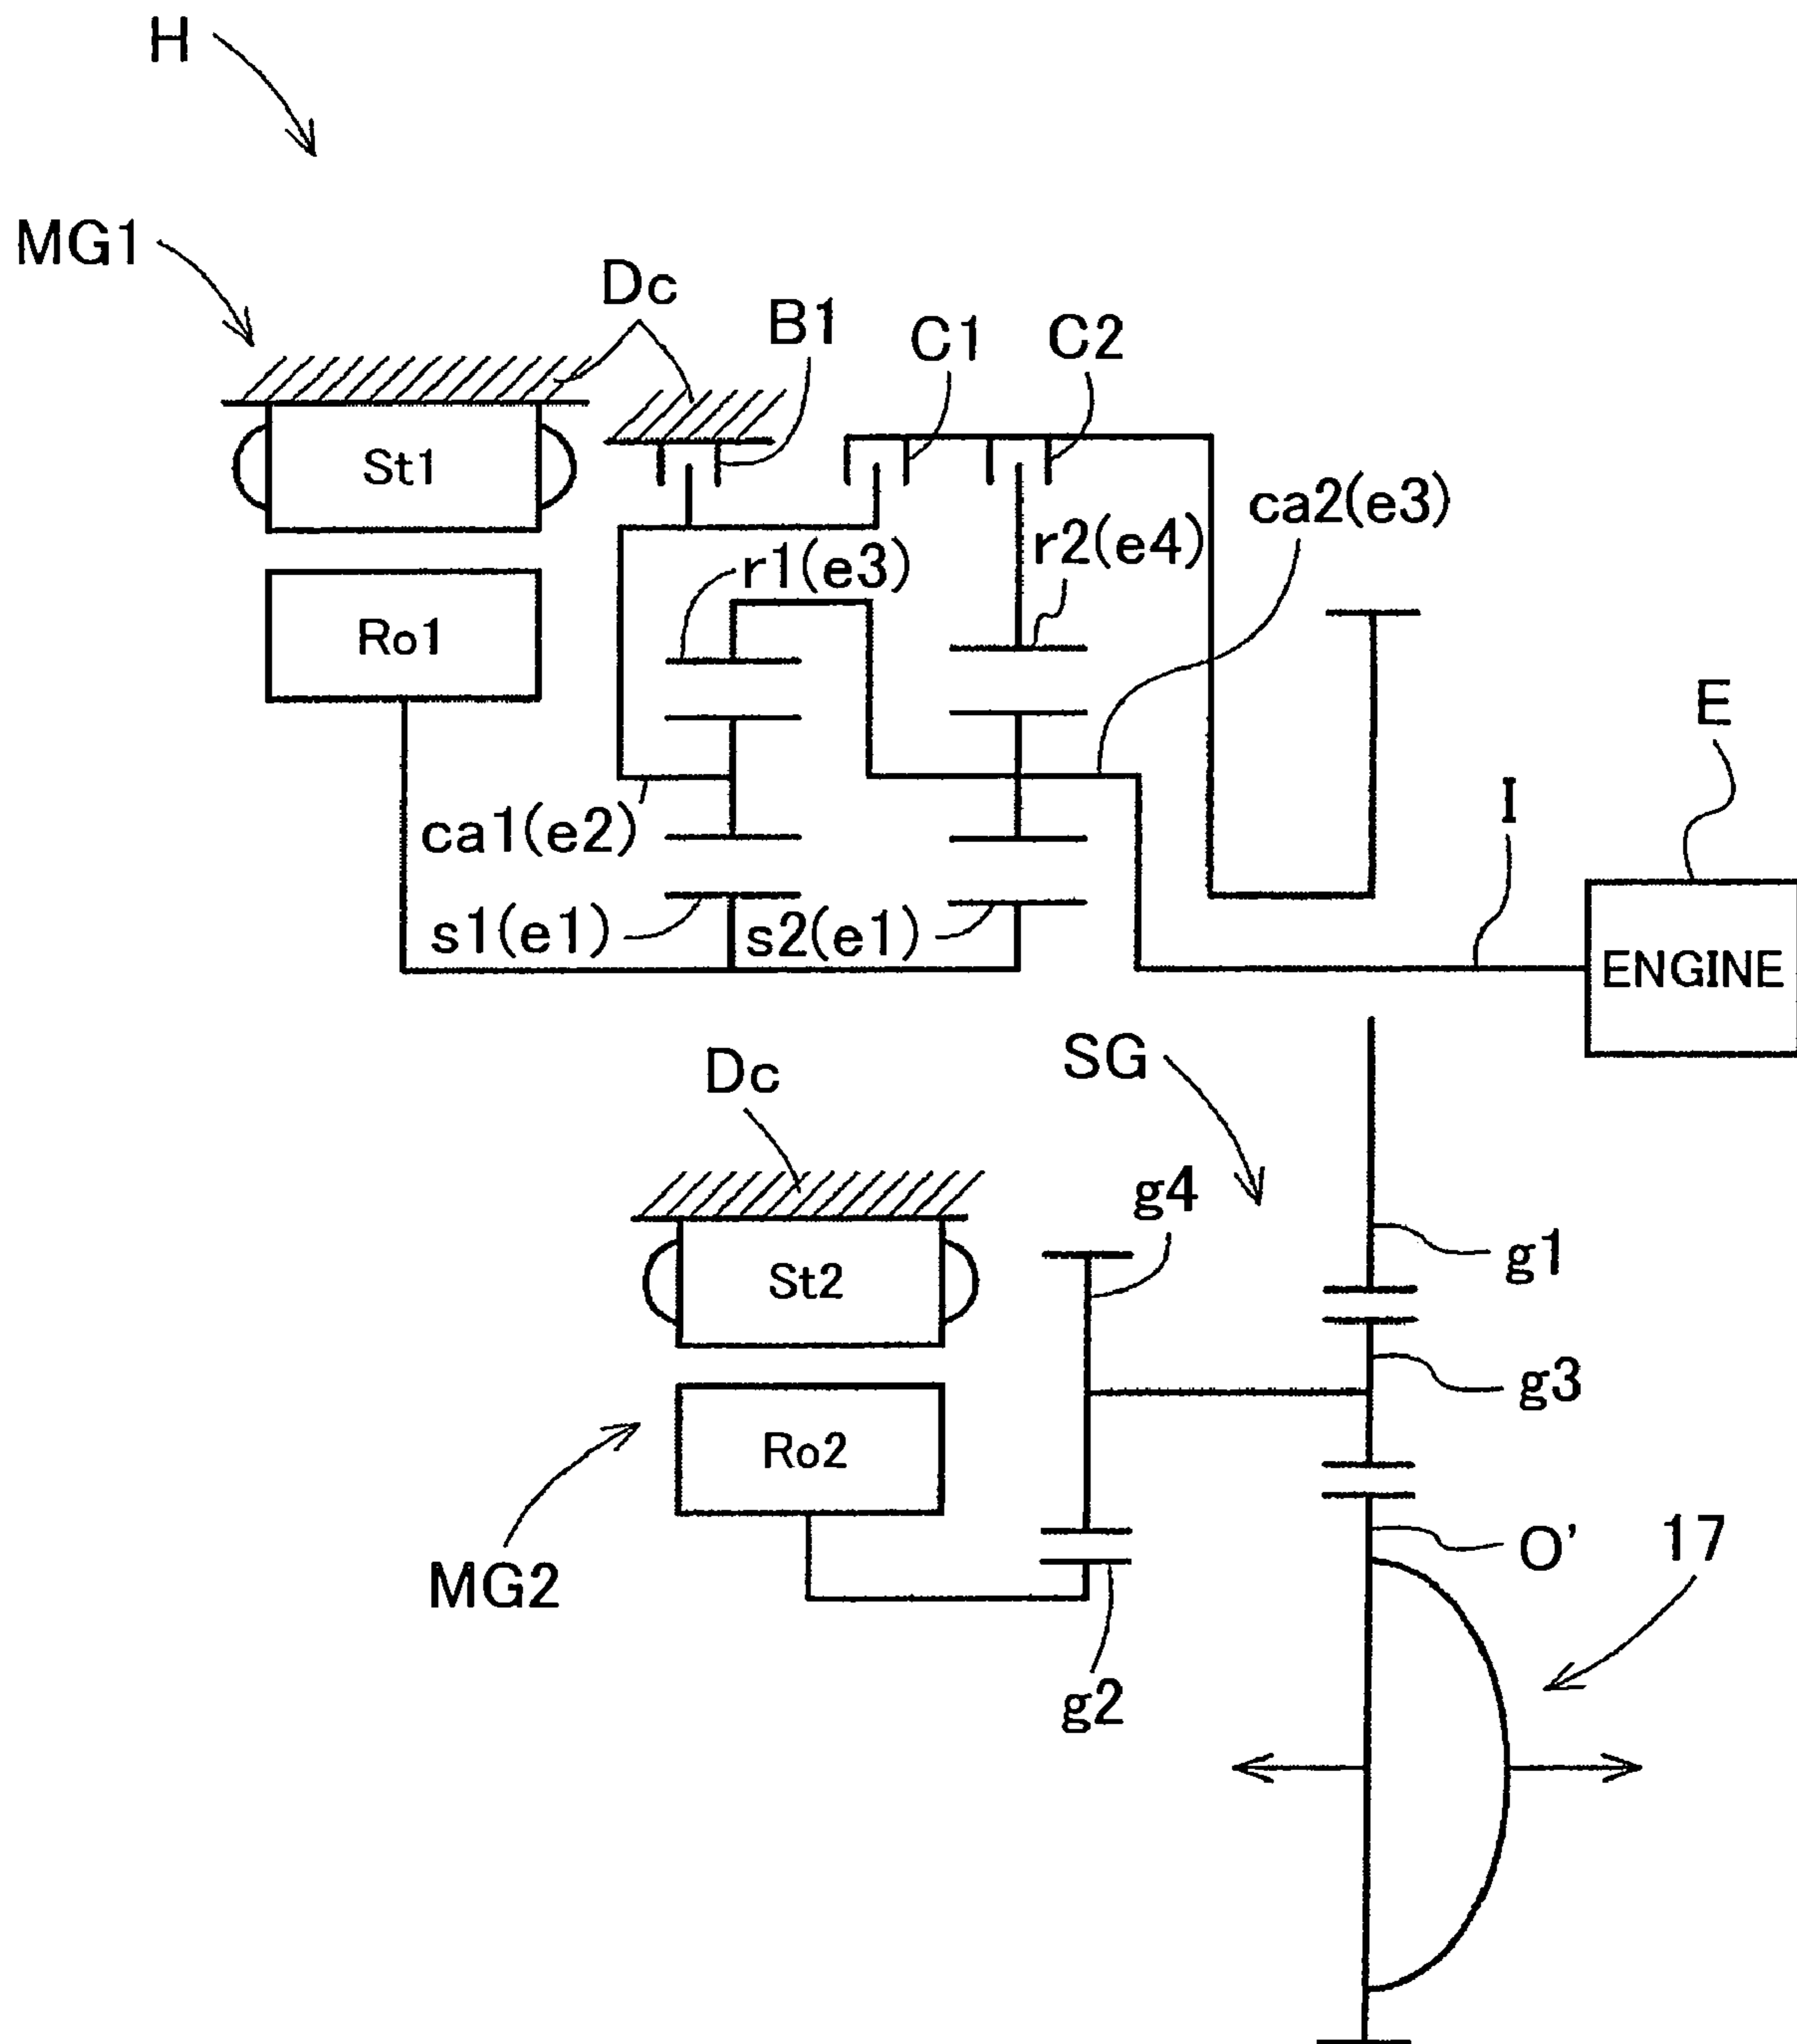 H
MG1
Dc
B1
C1
C2
St1
ca2(e3)
r1(e3)
r2(e4)
Ro1
E
I
ca1(e2)
s1(e1)
s2(e1)
ENGINE
Dc
SG
g4
g1
St2
g3
Ro2
O’
17
MG2
g2